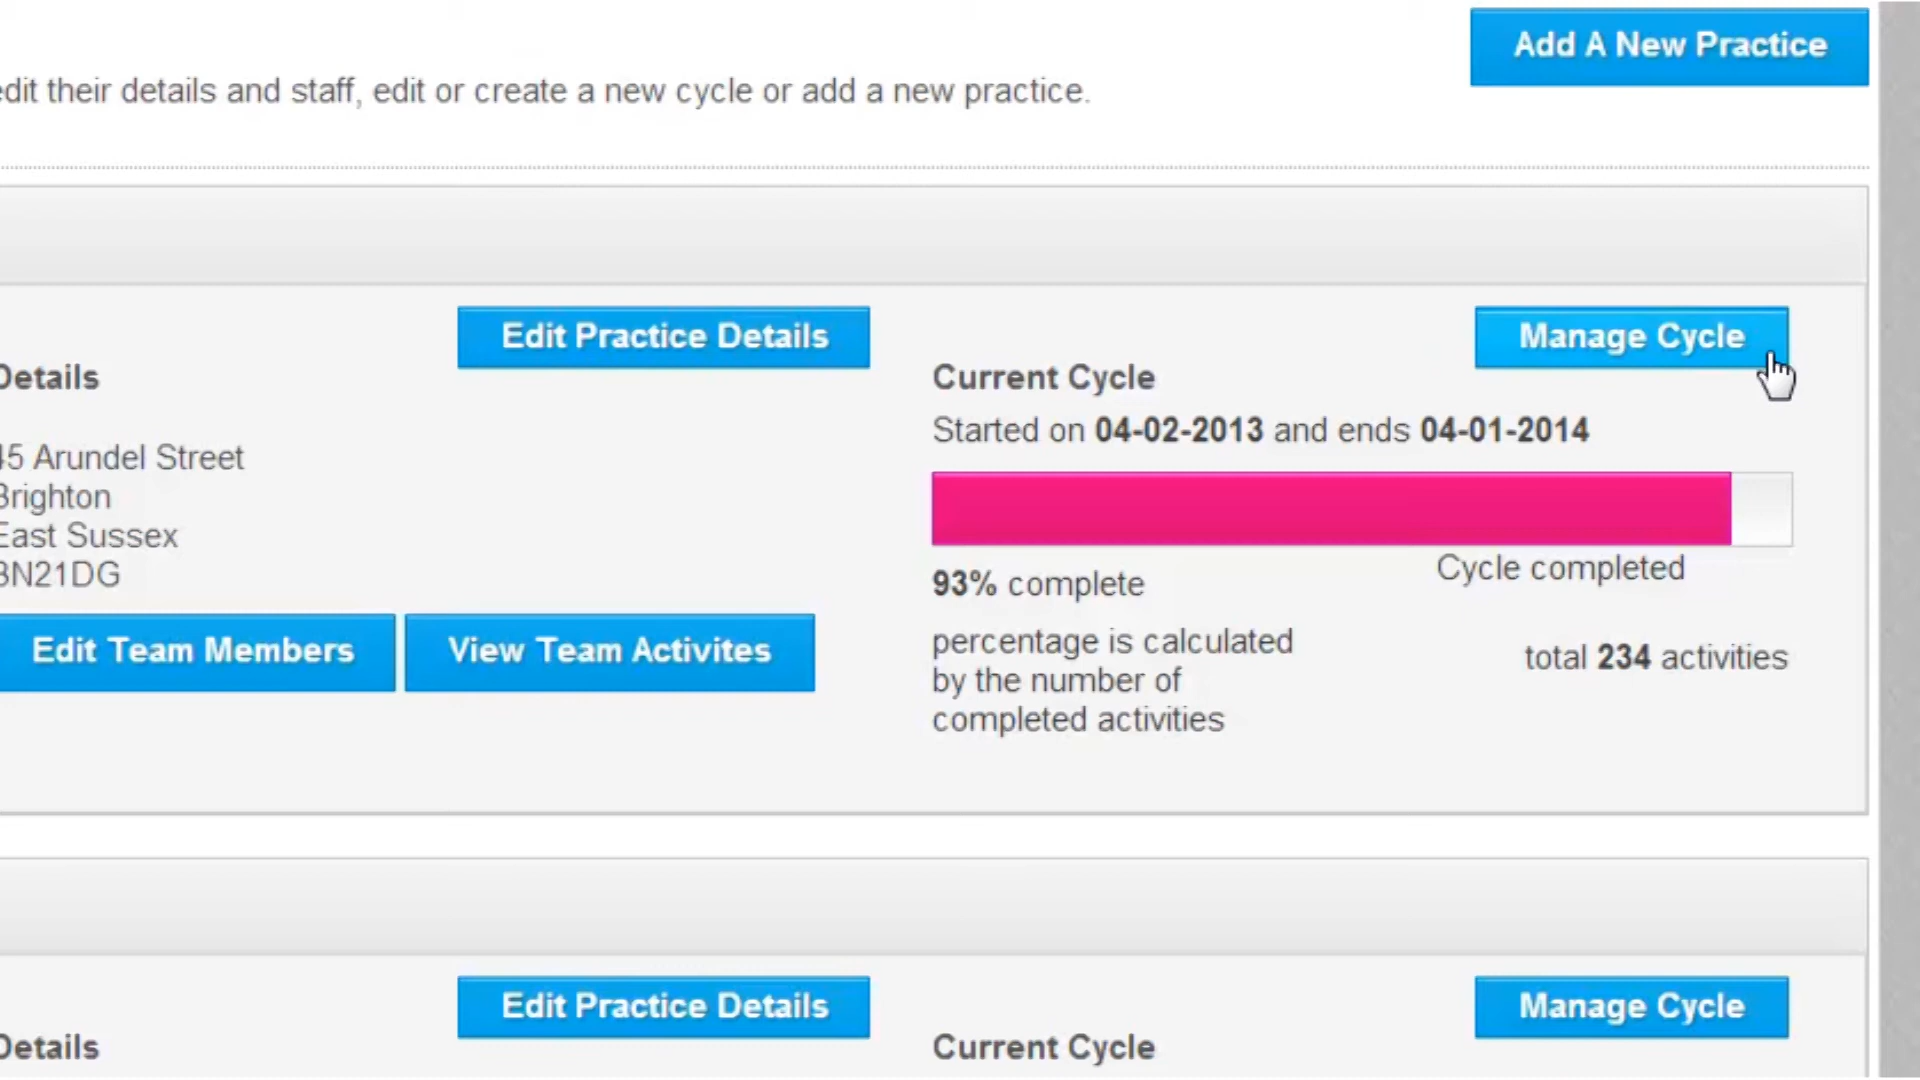 Add A New Practice
edit their details and staff, edit or create a new cycle or add a new practice.
Edit Practice Details
Manage Cycle
Details
Current Cycle
Started on 04-02-2013 and ends 04-01-2014
45 Arundel Street
Brighton
East Sussex
BN21DG
93% complete
Cycle completed
Edit Team Members
View Team Activites
percentage is calculated
by the number of
completed activities
total 234 activities
Edit Practice Details
Manage Cycle
Details
Current Cycle